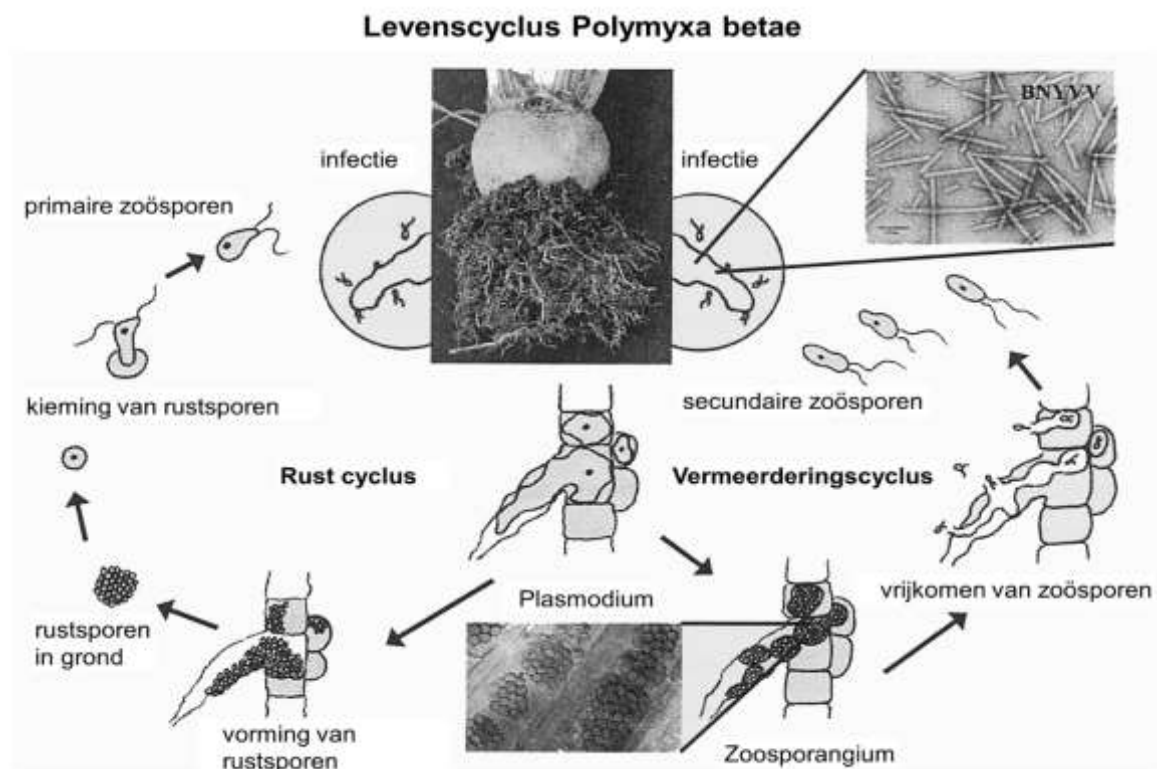 Levenscyclus Polymyxa betae
BNYVV
infectie
infectie
primaire zoösporen
kieming van rustsporen
secundaire zoösporen
Rust cyclus
Vermeerderingscyclus
Plasmodium
vrijkomen van zoösporen
rustsporen
in grond
vorming van
rustsporen
Zoosporangium